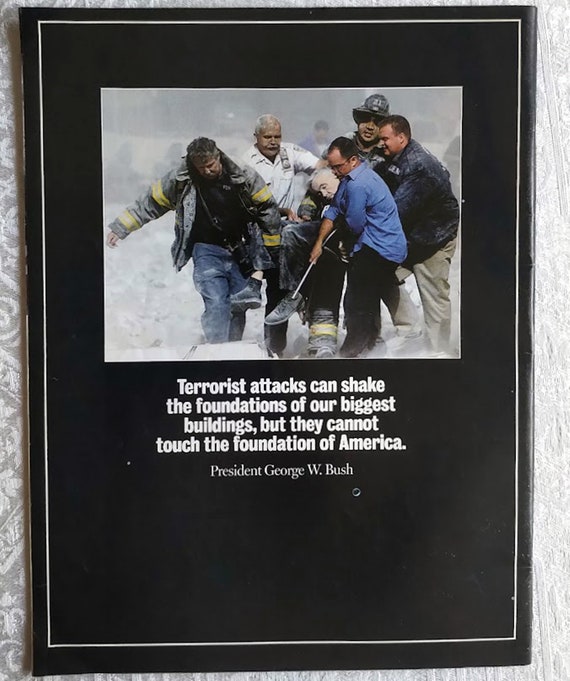 Terrorist attacks can shake
the foundations of our biggest
buildings, but they cannot
touch the foundation of America.
President George W. Bush